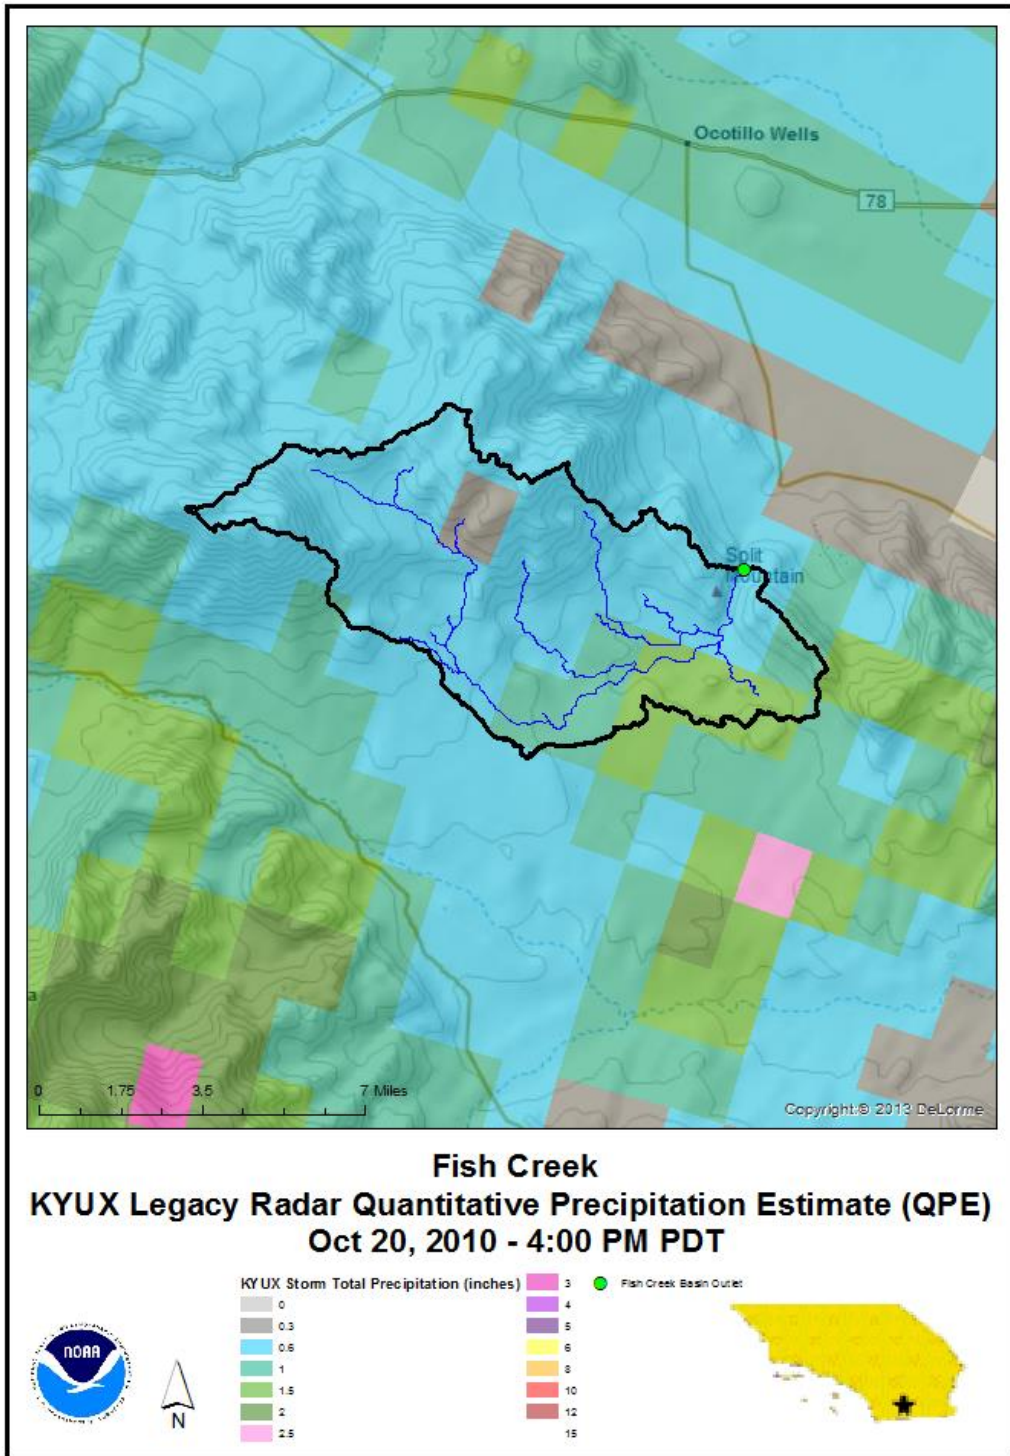 Ocotillo Wells
78
Split
Mountain
a
0 1.75 3.5 7 Miles
Copyright:© 2013 DeLorme
Fish Creek
KYUX Legacy Radar Quantitative Precipitation Estimate (QPE)
Oct 20, 2010 - 4:00 PM PDT
KYUX Storm Total Precipitation (inches)
0
0.3
0.6
1
1.5
2
2.5
3
4
5
6
8
10
12
15
Fish Creek Basin Outlet
NOAA
N